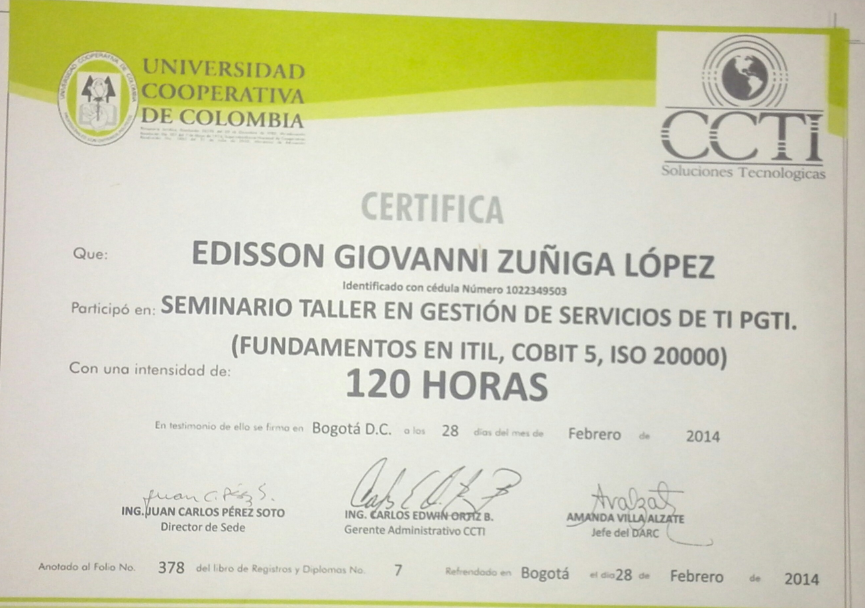 UNIVERSIDAD
COOPERATIVA
DE COLOMBIA
CCTI
Soluciones Tecnologicas
CERTIFICA
Que: EDISSON GIOVANNI ZUÑIGA LÓPEZ
Identificado con cédula Número 1022349503
Participó en: SEMINARIO TALLER EN GESTIÓN DE SERVICIOS DE TI PGTI.
(FUNDAMENTOS EN ITIL, COBIT 5, ISO 20000)
Con una intensidad de: 120 HORAS
En testimonio de ello se firma en Bogotá D.C. a los 28 días del mes de Febrero de 2014
Juan C. Pérez S.
ING. JUAN CARLOS PÉREZ SOTO
Director de Sede
ING. CARLOS EDWIN ORTIZ B.
Gerente Administrativo CCTI
AMANDA VILLA ALZATE
Jefe del DARC
Anotado al Folio No. 378 del libro de Registros y Diplomas No. 7 Refrendado en Bogotá el día 28 de Febrero de 2014